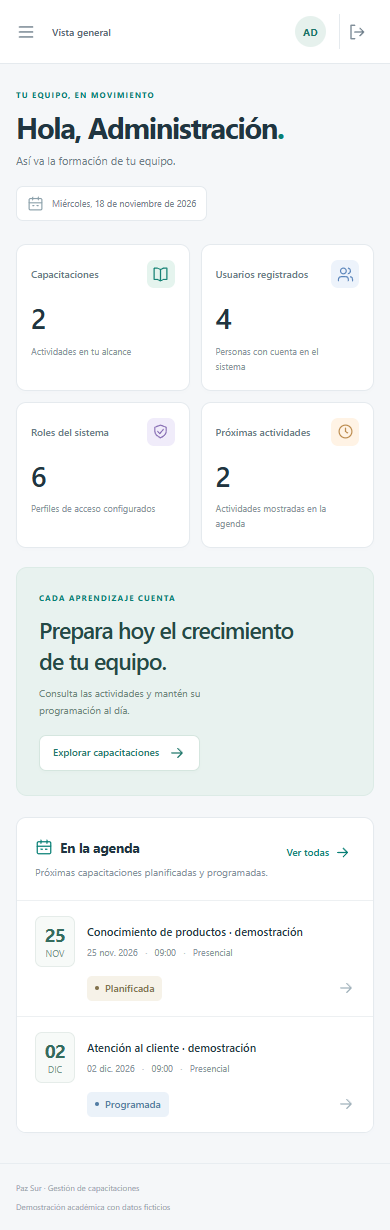 Vista general
AD
TU EQUIPO, EN MOVIMIENTO
Hola, Administración.
Así va la formación de tu equipo.
Miércoles, 18 de noviembre de 2026
Capacitaciones
2
Actividades en tu alcance
Usuarios registrados
4
Personas con cuenta en el
sistema
Roles del sistema
6
Perfiles de acceso configurados
Próximas actividades
2
Actividades mostradas en la
agenda
CADA APRENDIZAJE CUENTA
Prepara hoy el crecimiento
de tu equipo.
Consulta las actividades y mantén su
programación al día.
Explorar capacitaciones
En la agenda
Ver todas
Próximas capacitaciones planificadas y programadas.
25
NOV
Conocimiento de productos · demostración
25 nov. 2026 · 09:00 · Presencial
Planificada
02
DIC
Atención al cliente · demostración
02 dic. 2026 · 09:00 · Presencial
Programada
Paz Sur · Gestión de capacitaciones
Demostración académica con datos ficticios